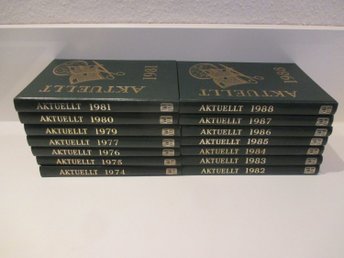 AKTUELLT
1981
AKTUELLT
1988
AKTUELLT 1981
AKTUELLT 1980
AKTUELLT 1979
AKTUELLT 1977
AKTUELLT 1976
AKTUELLT 1975
AKTUELLT 1974
AKTUELLT 1988
AKTUELLT 1987
AKTUELLT 1986
AKTUELLT 1985
AKTUELLT 1984
AKTUELLT 1983
AKTUELLT 1982